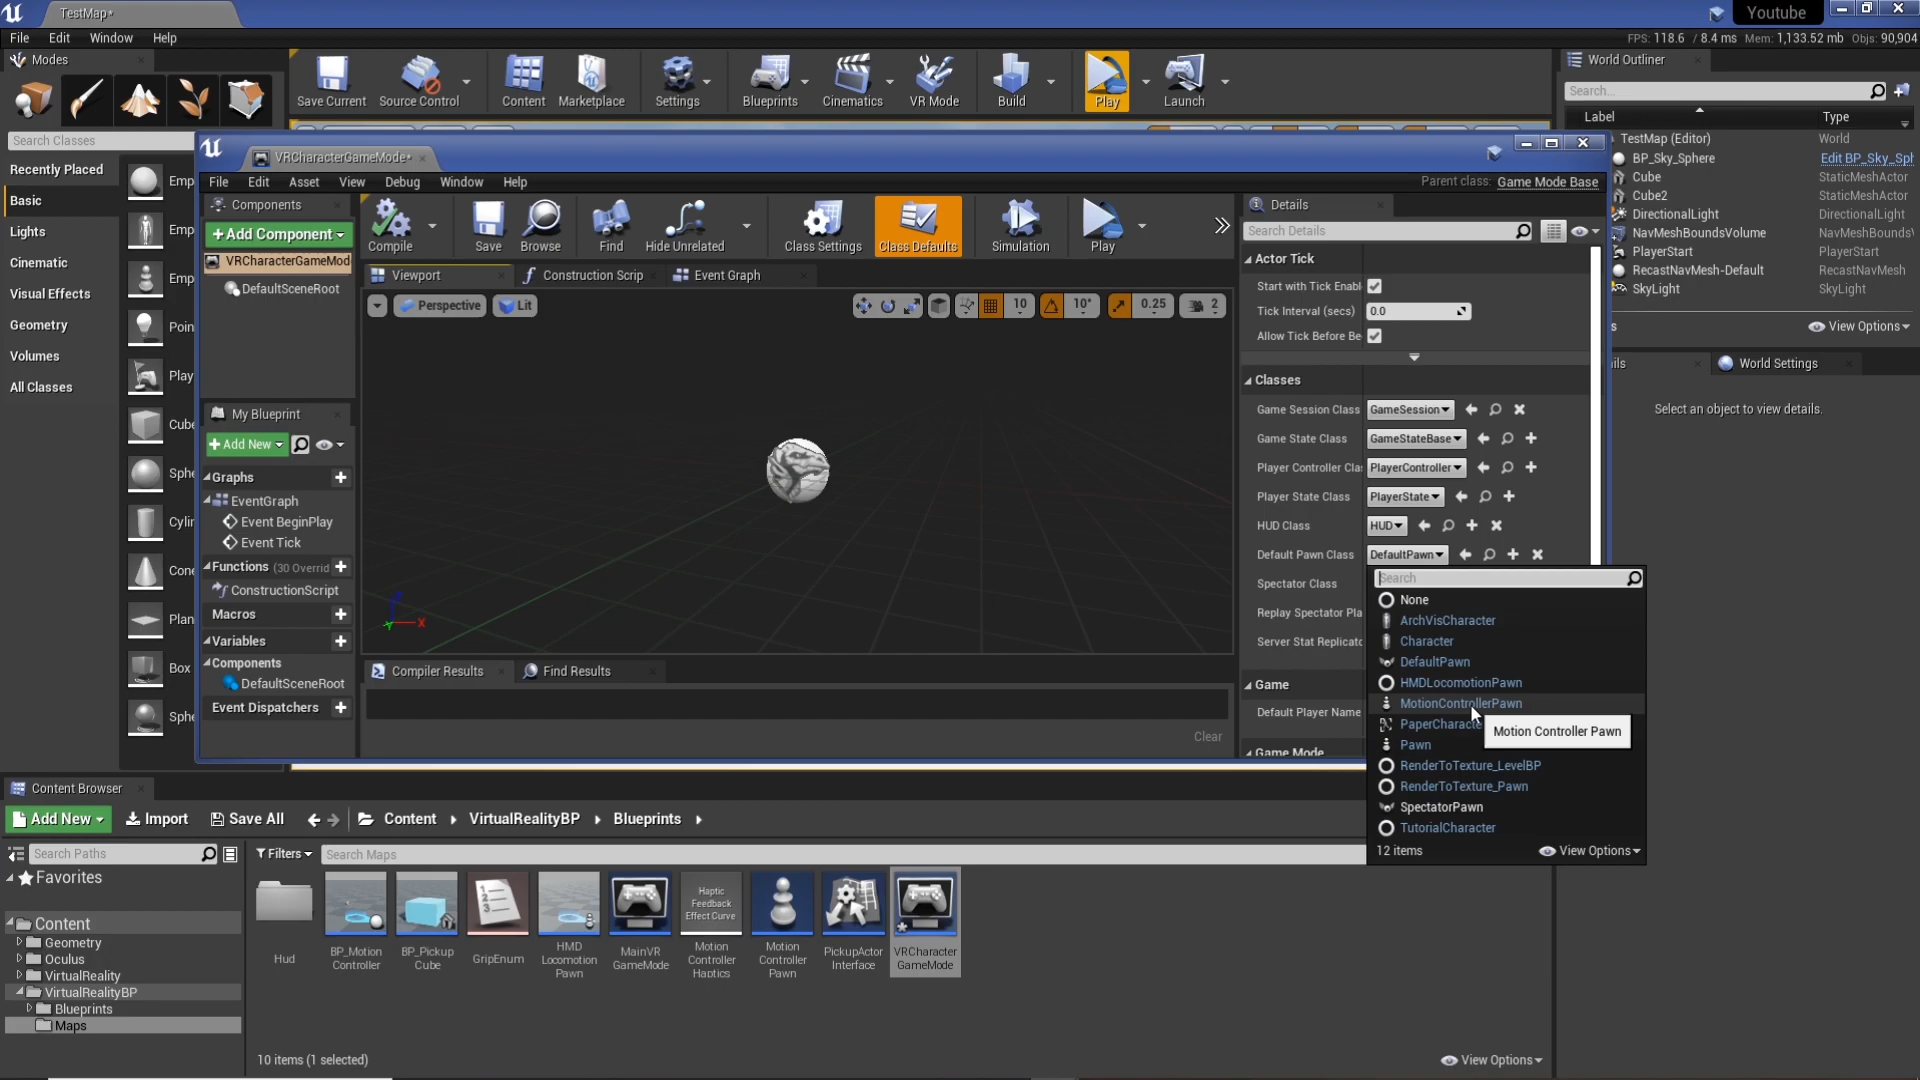 TestMap*
Youtube
File Edit Window Help
FPS: 118.6 / 8.4 ms Mem: 1,133.52 mb Objs: 90,904
Modes
Save Current
Source Control
Content
Marketplace
Settings
Blueprints
Cinematics
VR Mode
Build
Play
Launch
World Outliner
Search...
Label Type
TestMap (Editor) World
BP_Sky_Sphere Edit BP_Sky_Sph
Cube StaticMeshActor
Cube2 StaticMeshActor
DirectionalLight DirectionalLight
NavMeshBoundsVolume NavMeshBoundsV
PlayerStart PlayerStart
RecastNavMesh-Default RecastNavMesh
SkyLight SkyLight
View Options
World Settings
Select an object to view details.
Search Classes
Recently Placed
Basic
Lights
Cinematic
Visual Effects
Geometry
Volumes
All Classes
Emp
Emp
Emp
Poin
Play
Cube
Sphe
Cylin
Cone
Plan
Box
Sphe
VRCharacterGameMode*
File Edit Asset View Debug Window Help
Parent class: Game Mode Base
Components
+Add Component
VRCharacterGameMod
DefaultSceneRoot
My Blueprint
+Add New
Graphs
EventGraph
Event BeginPlay
Event Tick
Functions (30 Overrid
ConstructionScript
Macros
Variables
Components
DefaultSceneRoot
Event Dispatchers
Compile
Save
Browse
Find
Hide Unrelated
Class Settings
Class Defaults
Simulation
Play
Viewport
Construction Scrip
Event Graph
Perspective
Lit
10
10°
0.25
2
X
Y
Compiler Results
Find Results
Clear
Details
Search Details
Actor Tick
Start with Tick Enabl
Tick Interval (secs) 0.0
Allow Tick Before Be
Classes
Game Session Class GameSession
Game State Class GameStateBase
Player Controller Clas PlayerController
Player State Class PlayerState
HUD Class HUD
Default Pawn Class DefaultPawn
Spectator Class
Replay Spectator Pla
Server Stat Replicato
Game
Default Player Name
Game Mode
Search
None
ArchVisCharacter
Character
DefaultPawn
HMDLocomotionPawn
MotionControllerPawn
PaperCharacte
Motion Controller Pawn
Pawn
RenderToTexture_LevelBP
RenderToTexture_Pawn
SpectatorPawn
TutorialCharacter
12 items
View Options
Content Browser
Add New
Import
Save All
Content
VirtualRealityBP
Blueprints
Search Paths
Filters
Search Maps
Favorites
Content
Geometry
Oculus
VirtualReality
VirtualRealityBP
Blueprints
Maps
Hud
BP_Motion
Controller
BP_Pickup
Cube
GripEnum
HMD
Locomotion
Pawn
MainVR
GameMode
Haptic
Feedback
Effect Curve
Motion
Controller
Haptics
Motion
Controller
Pawn
PickupActor
Interface
VRCharacter
GameMode
10 items (1 selected)
View Options